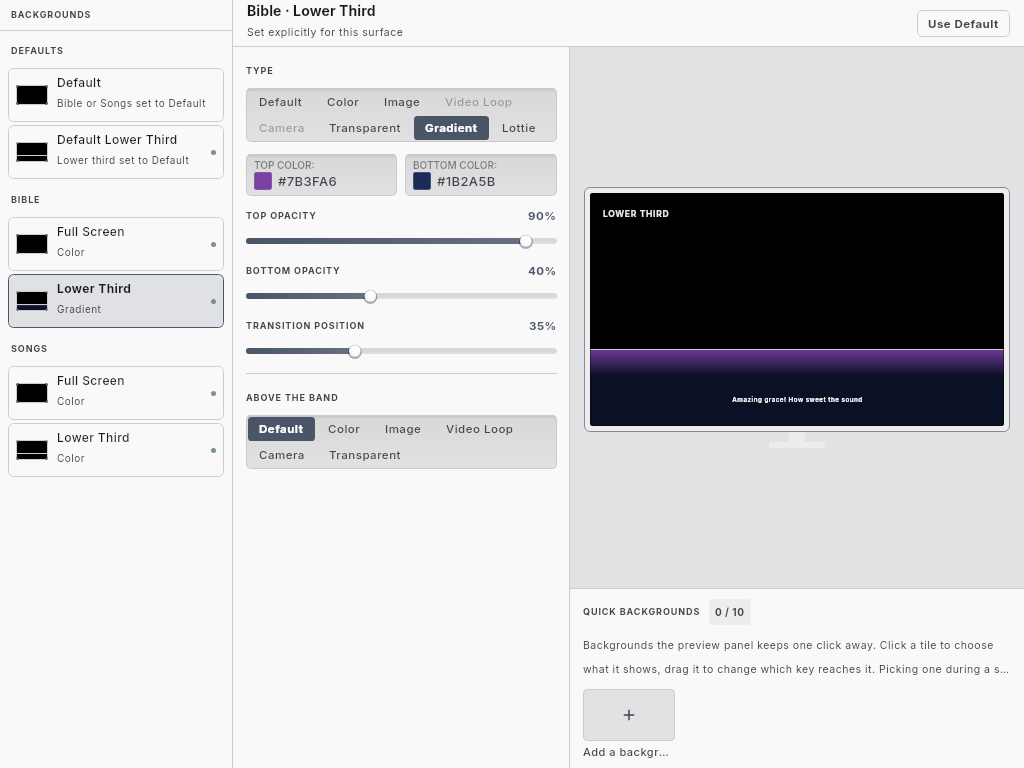 BACKGROUNDS
DEFAULTS
Default
Bible or Songs set to Default
Default Lower Third
Lower third set to Default
BIBLE
Full Screen
Color
Lower Third
Gradient
SONGS
Full Screen
Color
Lower Third
Color
Bible · Lower Third
Set explicitly for this surface
Use Default
TYPE
Default Color Image Video Loop
Camera Transparent Gradient Lottie
TOP COLOR:
#7B3FA6
BOTTOM COLOR:
#1B2A5B
TOP OPACITY 90%
BOTTOM OPACITY 40%
TRANSITION POSITION 35%
ABOVE THE BAND
Default Color Image Video Loop
Camera Transparent
LOWER THIRD
Amazing grace! How sweet the sound
QUICK BACKGROUNDS 0 / 10
Backgrounds the preview panel keeps one click away. Click a tile to choose
what it shows, drag it to change which key reaches it. Picking one during a s...
+
Add a backgr...